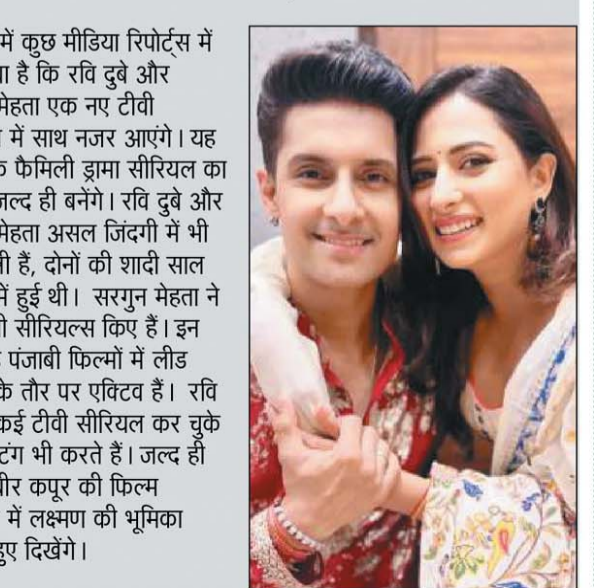 में कुछ मीडिया रिपोर्ट्स में
है कि रवि दुबे और
मेहता एक नए टीवी
में साथ नजर आएंगे। यह
फैमिली ड्रामा सीरियल का
जल्द ही बनेंगे। रवि दुबे और
मेहता असल जिंदगी में भी
हैं, दोनों की शादी साल
में हुई थी। सरगुन मेहता ने
सीरियल्स किए हैं। इन
पंजाबी फिल्मों में लीड
के तौर पर एक्टिव हैं। रवि
कई टीवी सीरियल कर चुके
भी करते हैं। जल्द ही
कपूर की फिल्म
में लक्ष्मण की भूमिका
दिखेंगे।